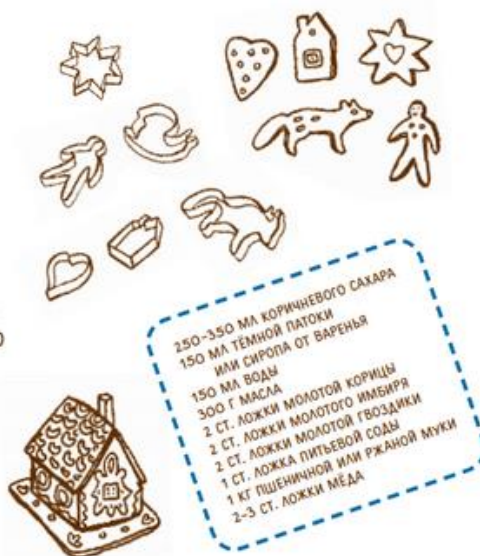 250-350 МЛ КОРИЧНЕВОГО САХАРА
150 МЛ ТЁМНОЙ ПАТОКИ
ИЛИ СИРОПА ОТ ВАРЕНЬЯ
150 МЛ ВОДЫ
300 Г МАСЛА
2 СТ. ЛОЖКИ МОЛОТОЙ КОРИЦЫ
2 СТ. ЛОЖКИ МОЛОТОГО ИМБИРЯ
2 СТ. ЛОЖКИ МОЛОТОЙ ГВОЗДИКИ
1 СТ. ЛОЖКА ПИТЬЕВОЙ СОДЫ
1 КГ ПШЕНИЧНОЙ ИЛИ РЖАНОЙ МУКИ
2-3 СТ. ЛОЖКИ МЁДА